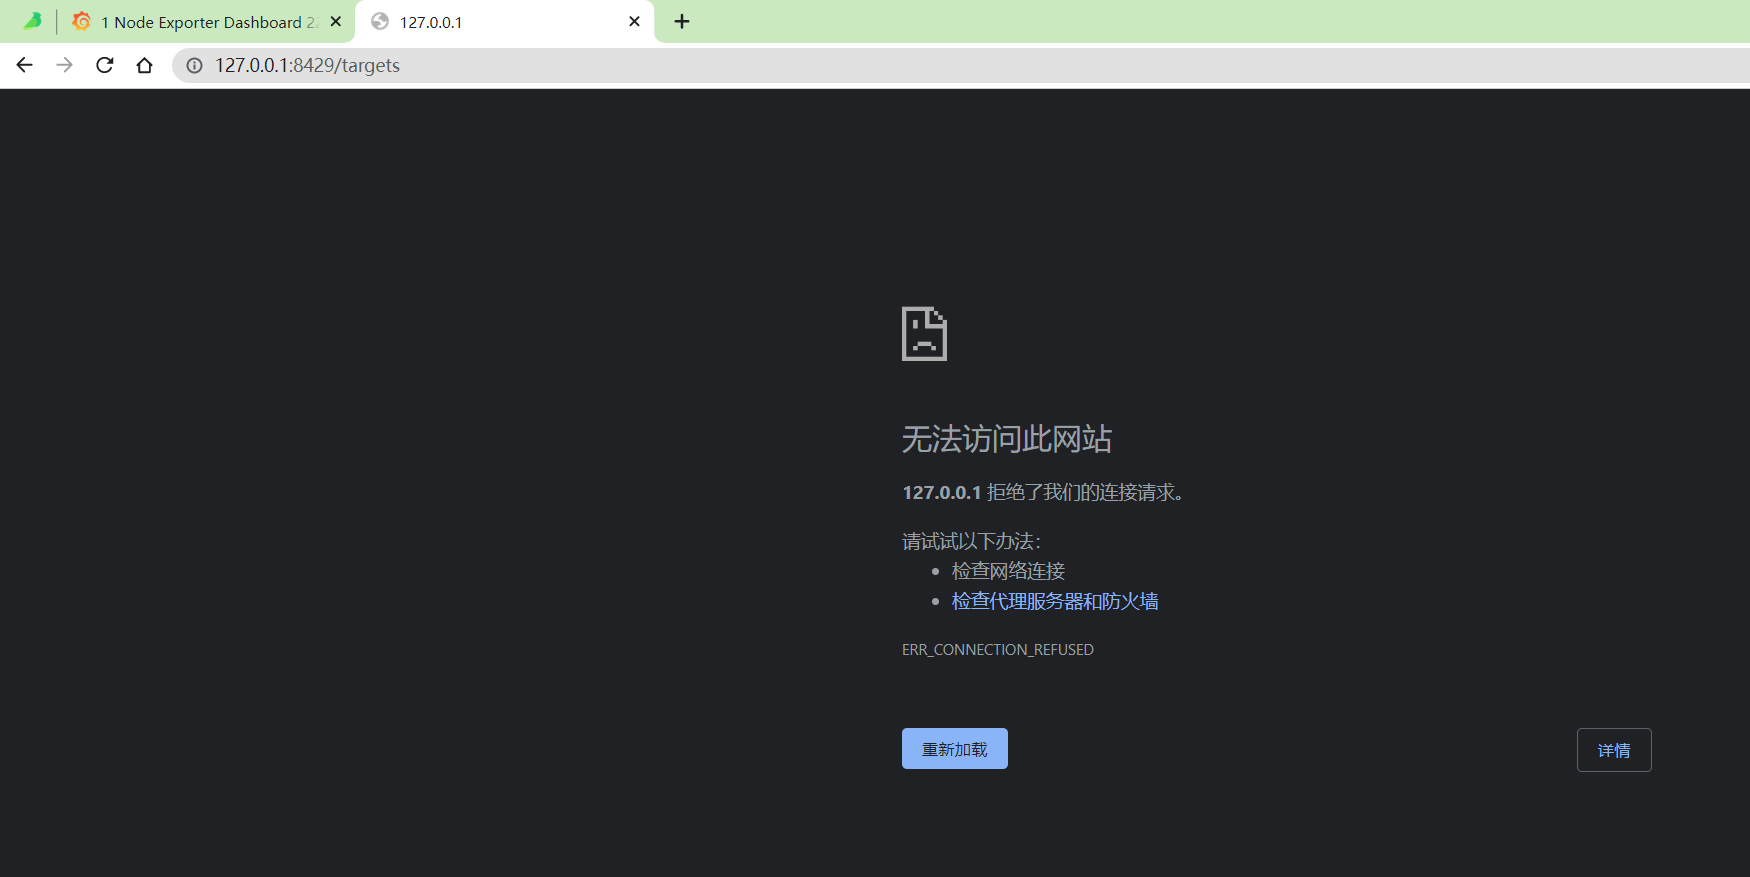 1 Node Exporter Dashboard 22
127.0.0.1
127.0.0.1:8429/targets
无法访问此网站
127.0.0.1 拒绝了我们的连接请求。
请试试以下办法：
检查网络连接
检查代理服务器和防火墙
ERR_CONNECTION_REFUSED
重新加载
详情